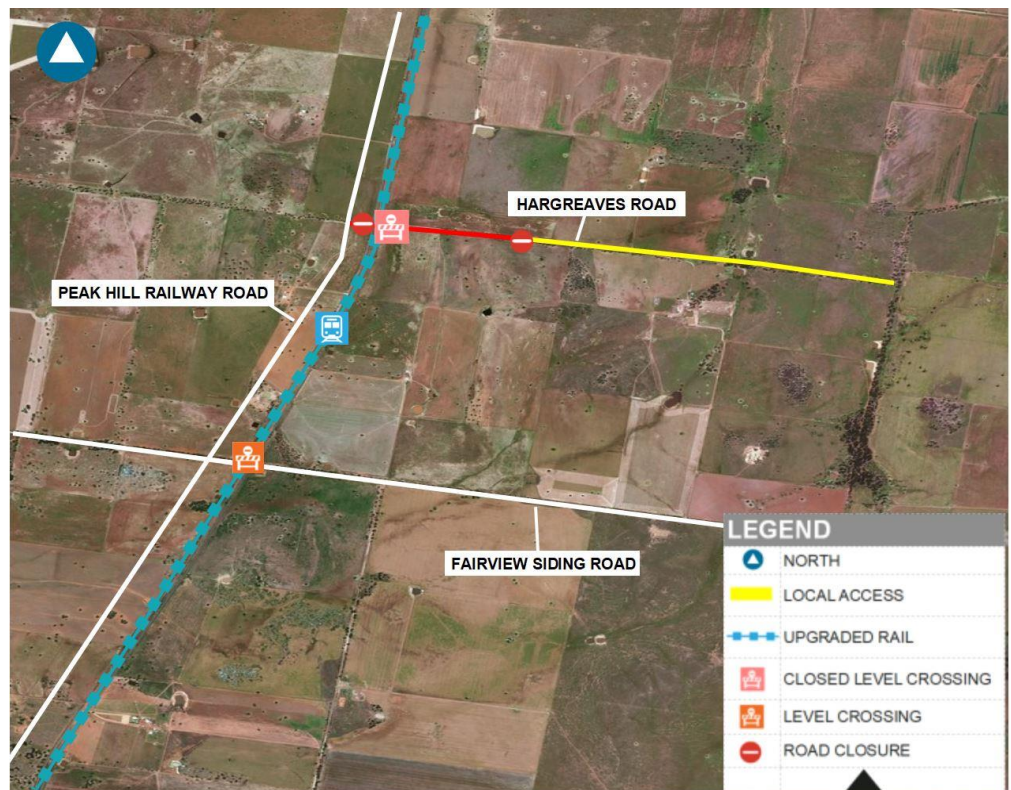 HARGREAVES ROAD
PEAK HILL RAILWAY ROAD
FAIRVIEW SIDING ROAD
LEGEND
NORTH
LOCAL ACCESS
UPGRADED RAIL
CLOSED LEVEL CROSSING
LEVEL CROSSING
ROAD CLOSURE